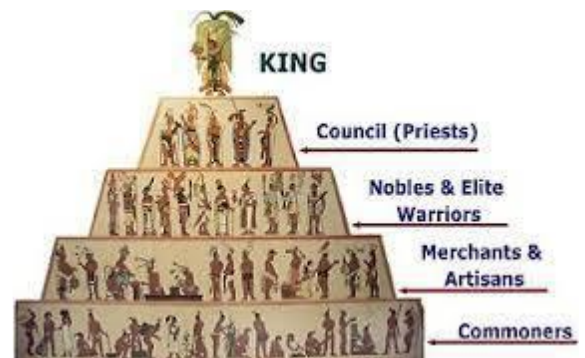 KING
Council (Priests)
Nobles & Elite
Warriors
Merchants &
Artisans
Commoners